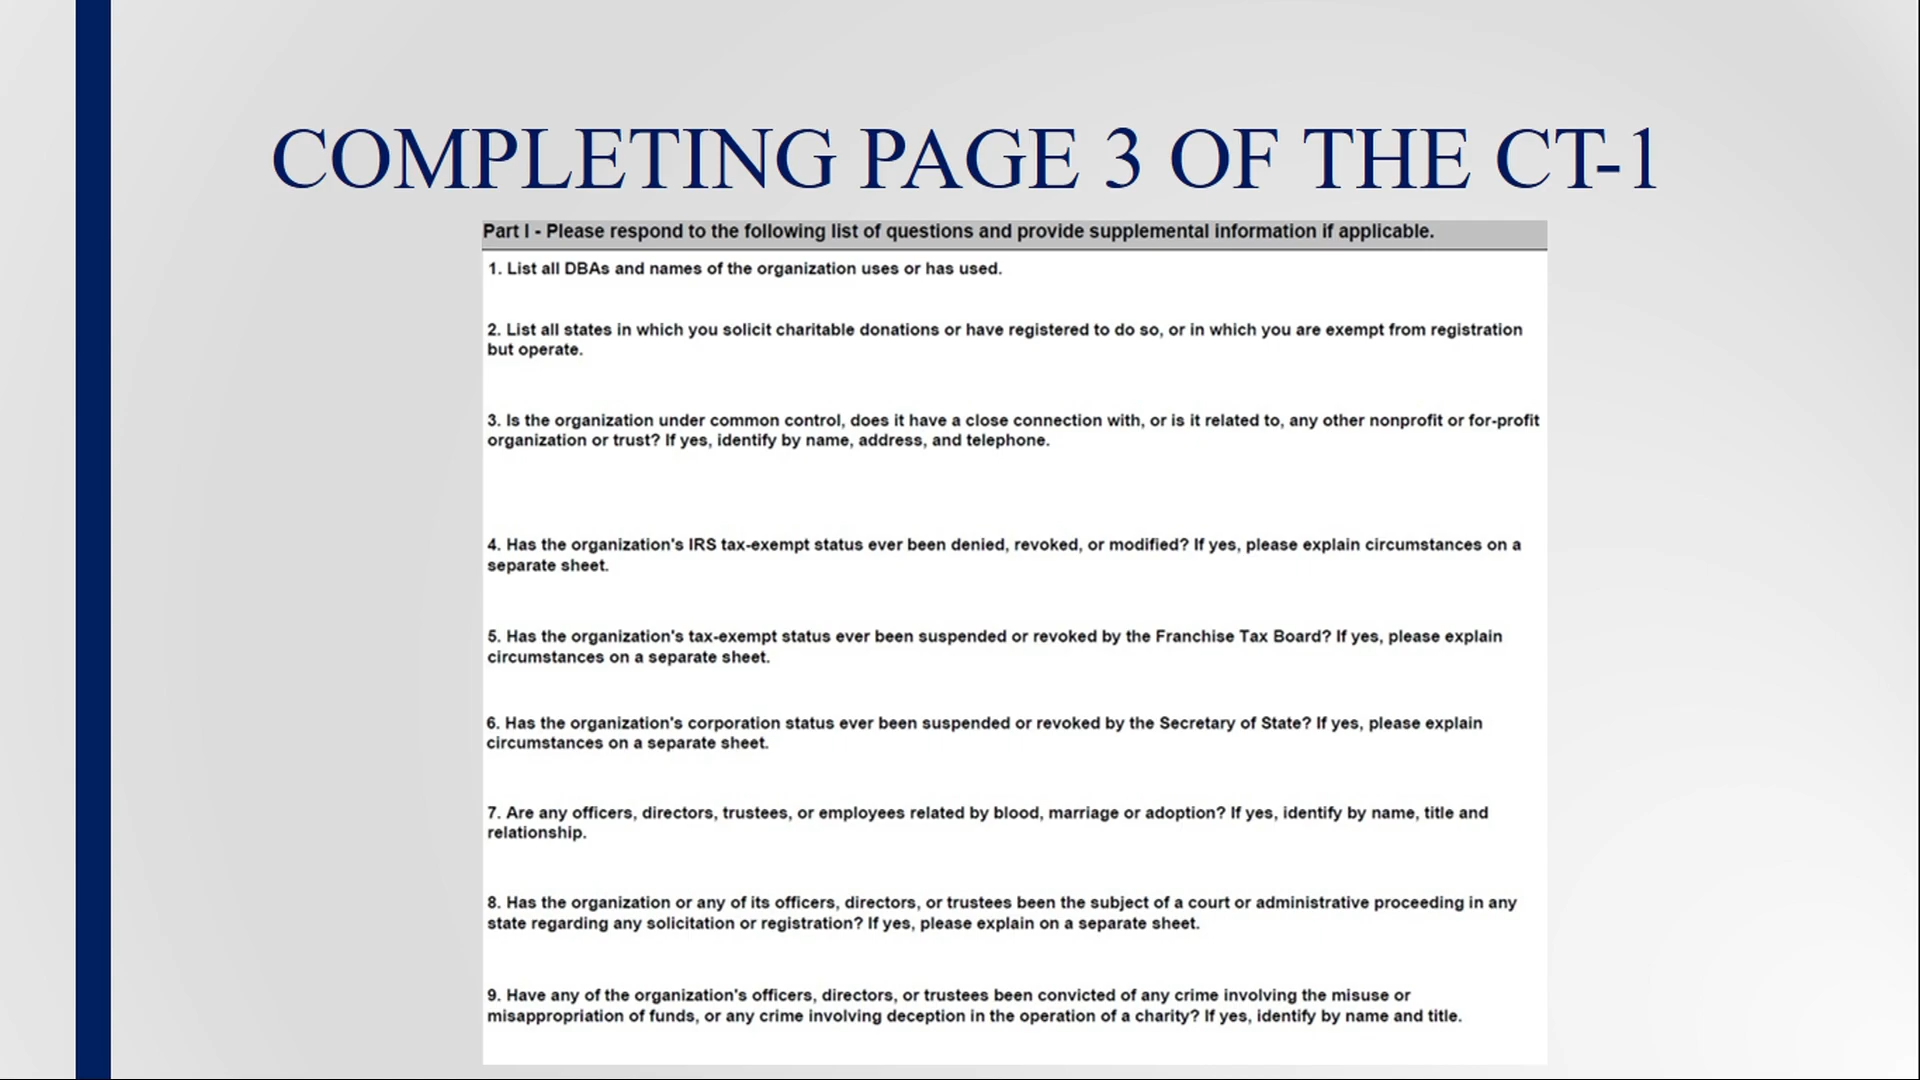 COMPLETING PAGE 3 OF THE CT-1
Part I - Please respond to the following list of questions and provide supplemental information if applicable.
1. List all DBAs and names of the organization uses or has used.
2. List all states in which you solicit charitable donations or have registered to do so, or in which you are exempt from registration
but operate.
3. Is the organization under common control, does it have a close connection with, or is it related to, any other nonprofit or for-profit
organization or trust? If yes, identify by name, address, and telephone.
4. Has the organization's IRS tax-exempt status ever been denied, revoked, or modified? If yes, please explain circumstances on a
separate sheet.
5. Has the organization's tax-exempt status ever been suspended or revoked by the Franchise Tax Board? If yes, please explain
circumstances on a separate sheet.
6. Has the organization's corporation status ever been suspended or revoked by the Secretary of State? If yes, please explain
circumstances on a separate sheet.
7. Are any officers, directors, trustees, or employees related by blood, marriage or adoption? If yes, identify by name, title and
relationship.
8. Has the organization or any of its officers, directors, or trustees been the subject of a court or administrative proceeding in any
state regarding any solicitation or registration? If yes, please explain on a separate sheet.
9. Have any of the organization's officers, directors, or trustees been convicted of any crime involving the misuse or
misappropriation of funds, or any crime involving deception in the operation of a charity? If yes, identify by name and title.